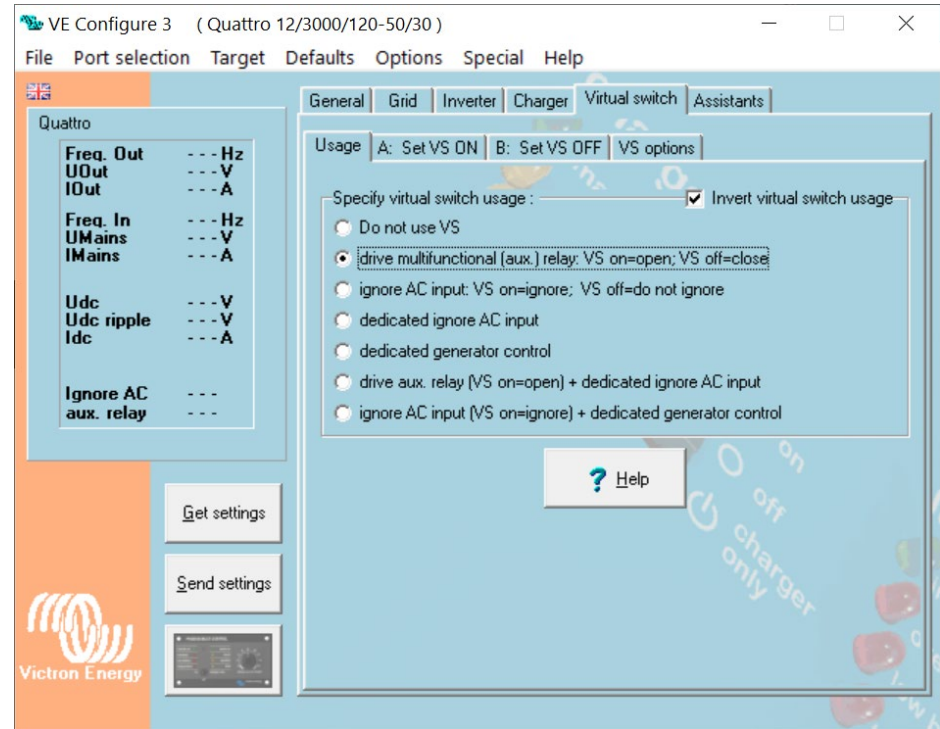 VE Configure 3 ( Quattro 12/3000/120-50/30 )
File Port selection Target Defaults Options Special Help
General Grid Inverter Charger Virtual switch Assistants
Quattro
Freq. Out - - - Hz
UOut - - - V
IOut - - - A
Freq. In - - - Hz
UMains - - - V
IMains - - - A
Udc - - - V
Udc ripple - - - V
Idc - - - A
Ignore AC - - -
aux. relay - - -
Usage A: Set VS ON B: Set VS OFF VS options
Specify virtual switch usage : Invert virtual switch usage
Do not use VS
drive multifunctional (aux.) relay: VS on=open; VS off=close
ignore AC input: VS on=ignore; VS off=do not ignore
dedicated ignore AC input
dedicated generator control
drive aux. relay (VS on=open) + dedicated ignore AC input
ignore AC input (VS on=ignore) + dedicated generator control
? Help
Get settings
Send settings
Victron Energy
on
off
charger
only